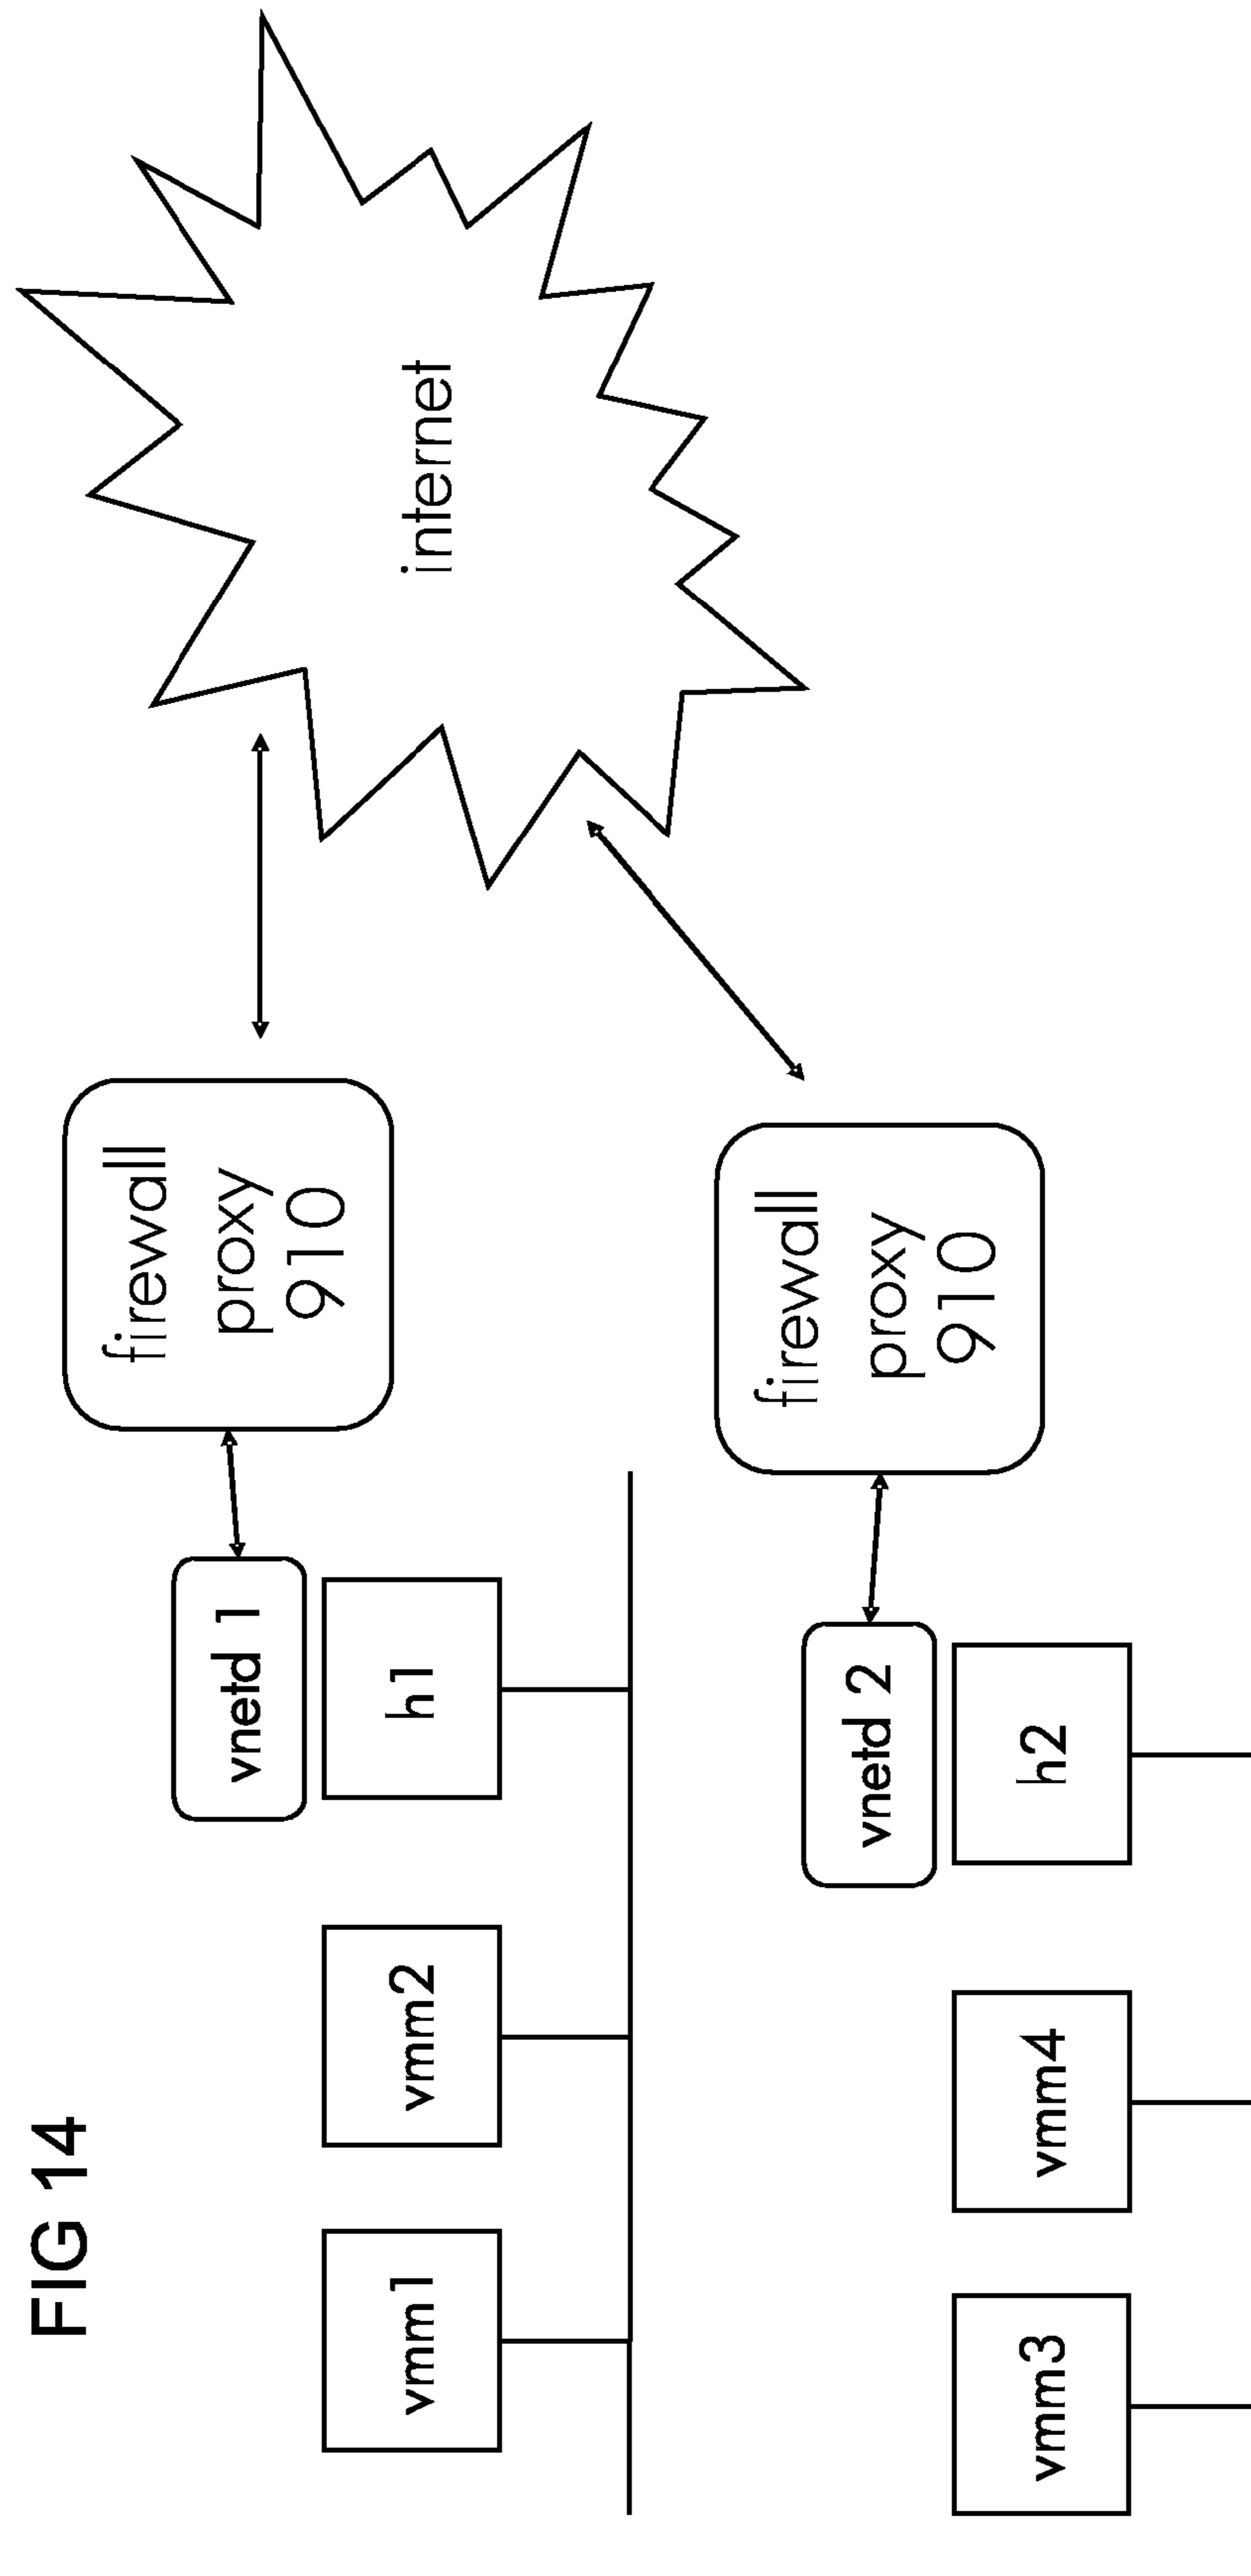 FIG 14
vmm1
vmm2
h1
vnetd 1
firewall
proxy
910
internet
vmm3
vmm4
h2
vnetd 2
firewall
proxy
910